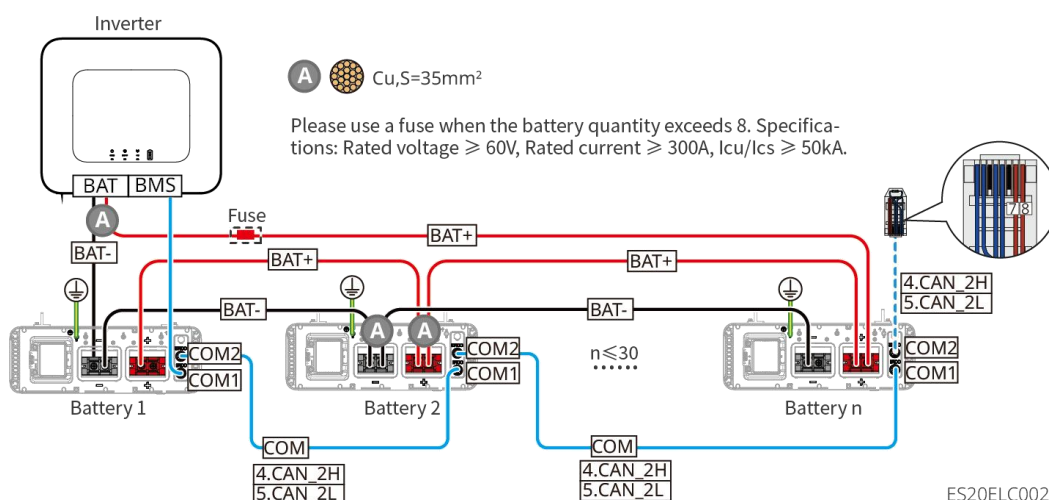 Inverter
A
Cu,S=35mm²
Please use a fuse when the battery quantity exceeds 8. Specifica-
tions: Rated voltage ≥ 60V, Rated current ≥ 300A, Icu/Ics ≥ 50kA.
BAT BMS
A
Fuse
BAT+
7 8
BAT-
BAT+
BAT+
4.CAN_2H
5.CAN_2L
BAT-
BAT-
A
A
COM2
COM1
COM2
COM1
n≤30
......
COM2
COM1
Battery 1
Battery 2
Battery n
COM
4.CAN_2H
5.CAN_2L
COM
4.CAN_2H
5.CAN_2L
ES20ELC002